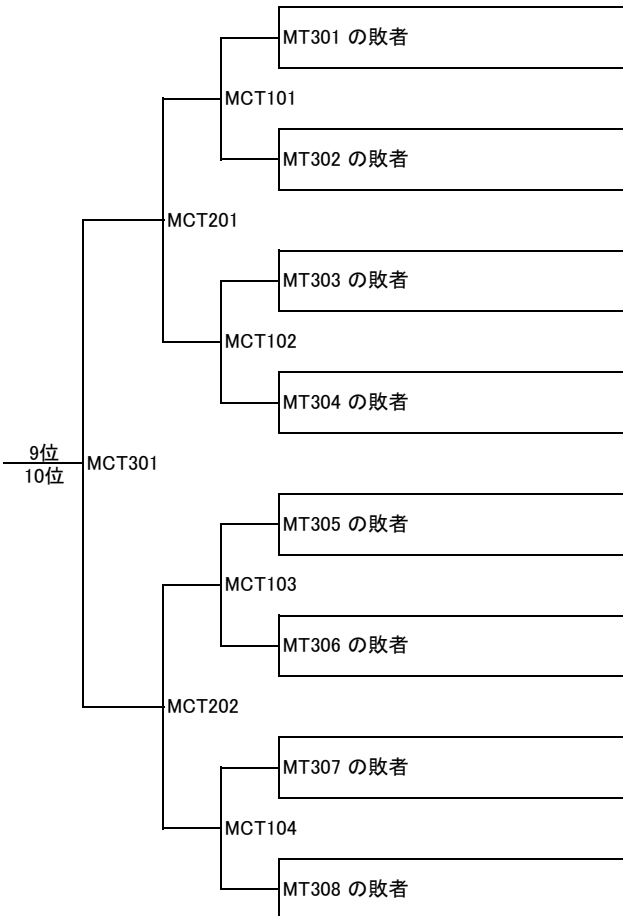 MT301 の敗者
MCT101
MT302 の敗者
MCT201
MT303 の敗者
MCT102
MT304 の敗者
9位
MCT301
10位
MT305 の敗者
MCT103
MT306 の敗者
MCT202
MT307 の敗者
MCT104
MT308 の敗者